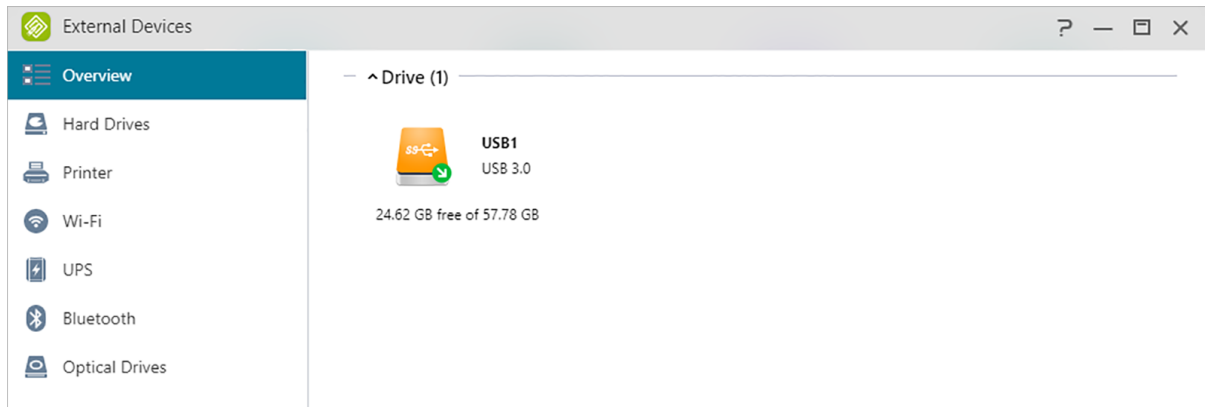 External Devices
Overview
Hard Drives
Printer
Wi-Fi
UPS
Bluetooth
Optical Drives
Drive (1)
SS
USB1
USB 3.0
24.62 GB free of 57.78 GB